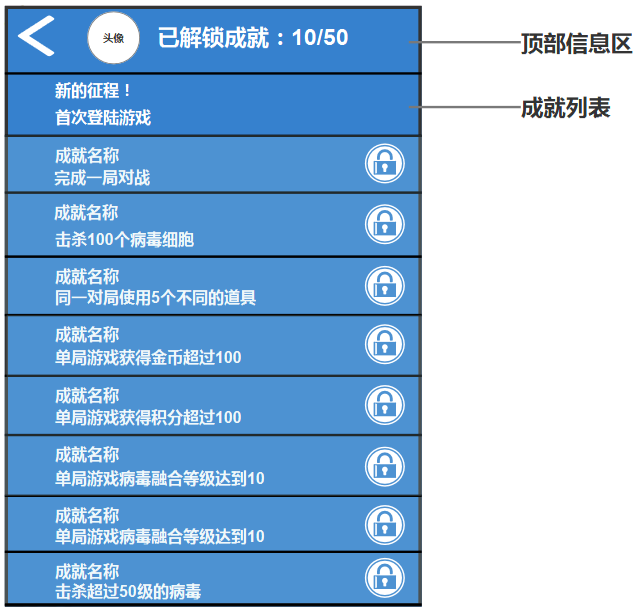 头像
已解锁成就：10/50
顶部信息区
新的征程！
首次登陆游戏
成就列表
成就名称
完成一局对战
成就名称
击杀100个病毒细胞
成就名称
同一对局使用5个不同的道具
成就名称
单局游戏获得金币超过100
成就名称
单局游戏获得积分超过100
成就名称
单局游戏病毒融合等级达到10
成就名称
单局游戏病毒融合等级达到10
成就名称
击杀超过50级的病毒